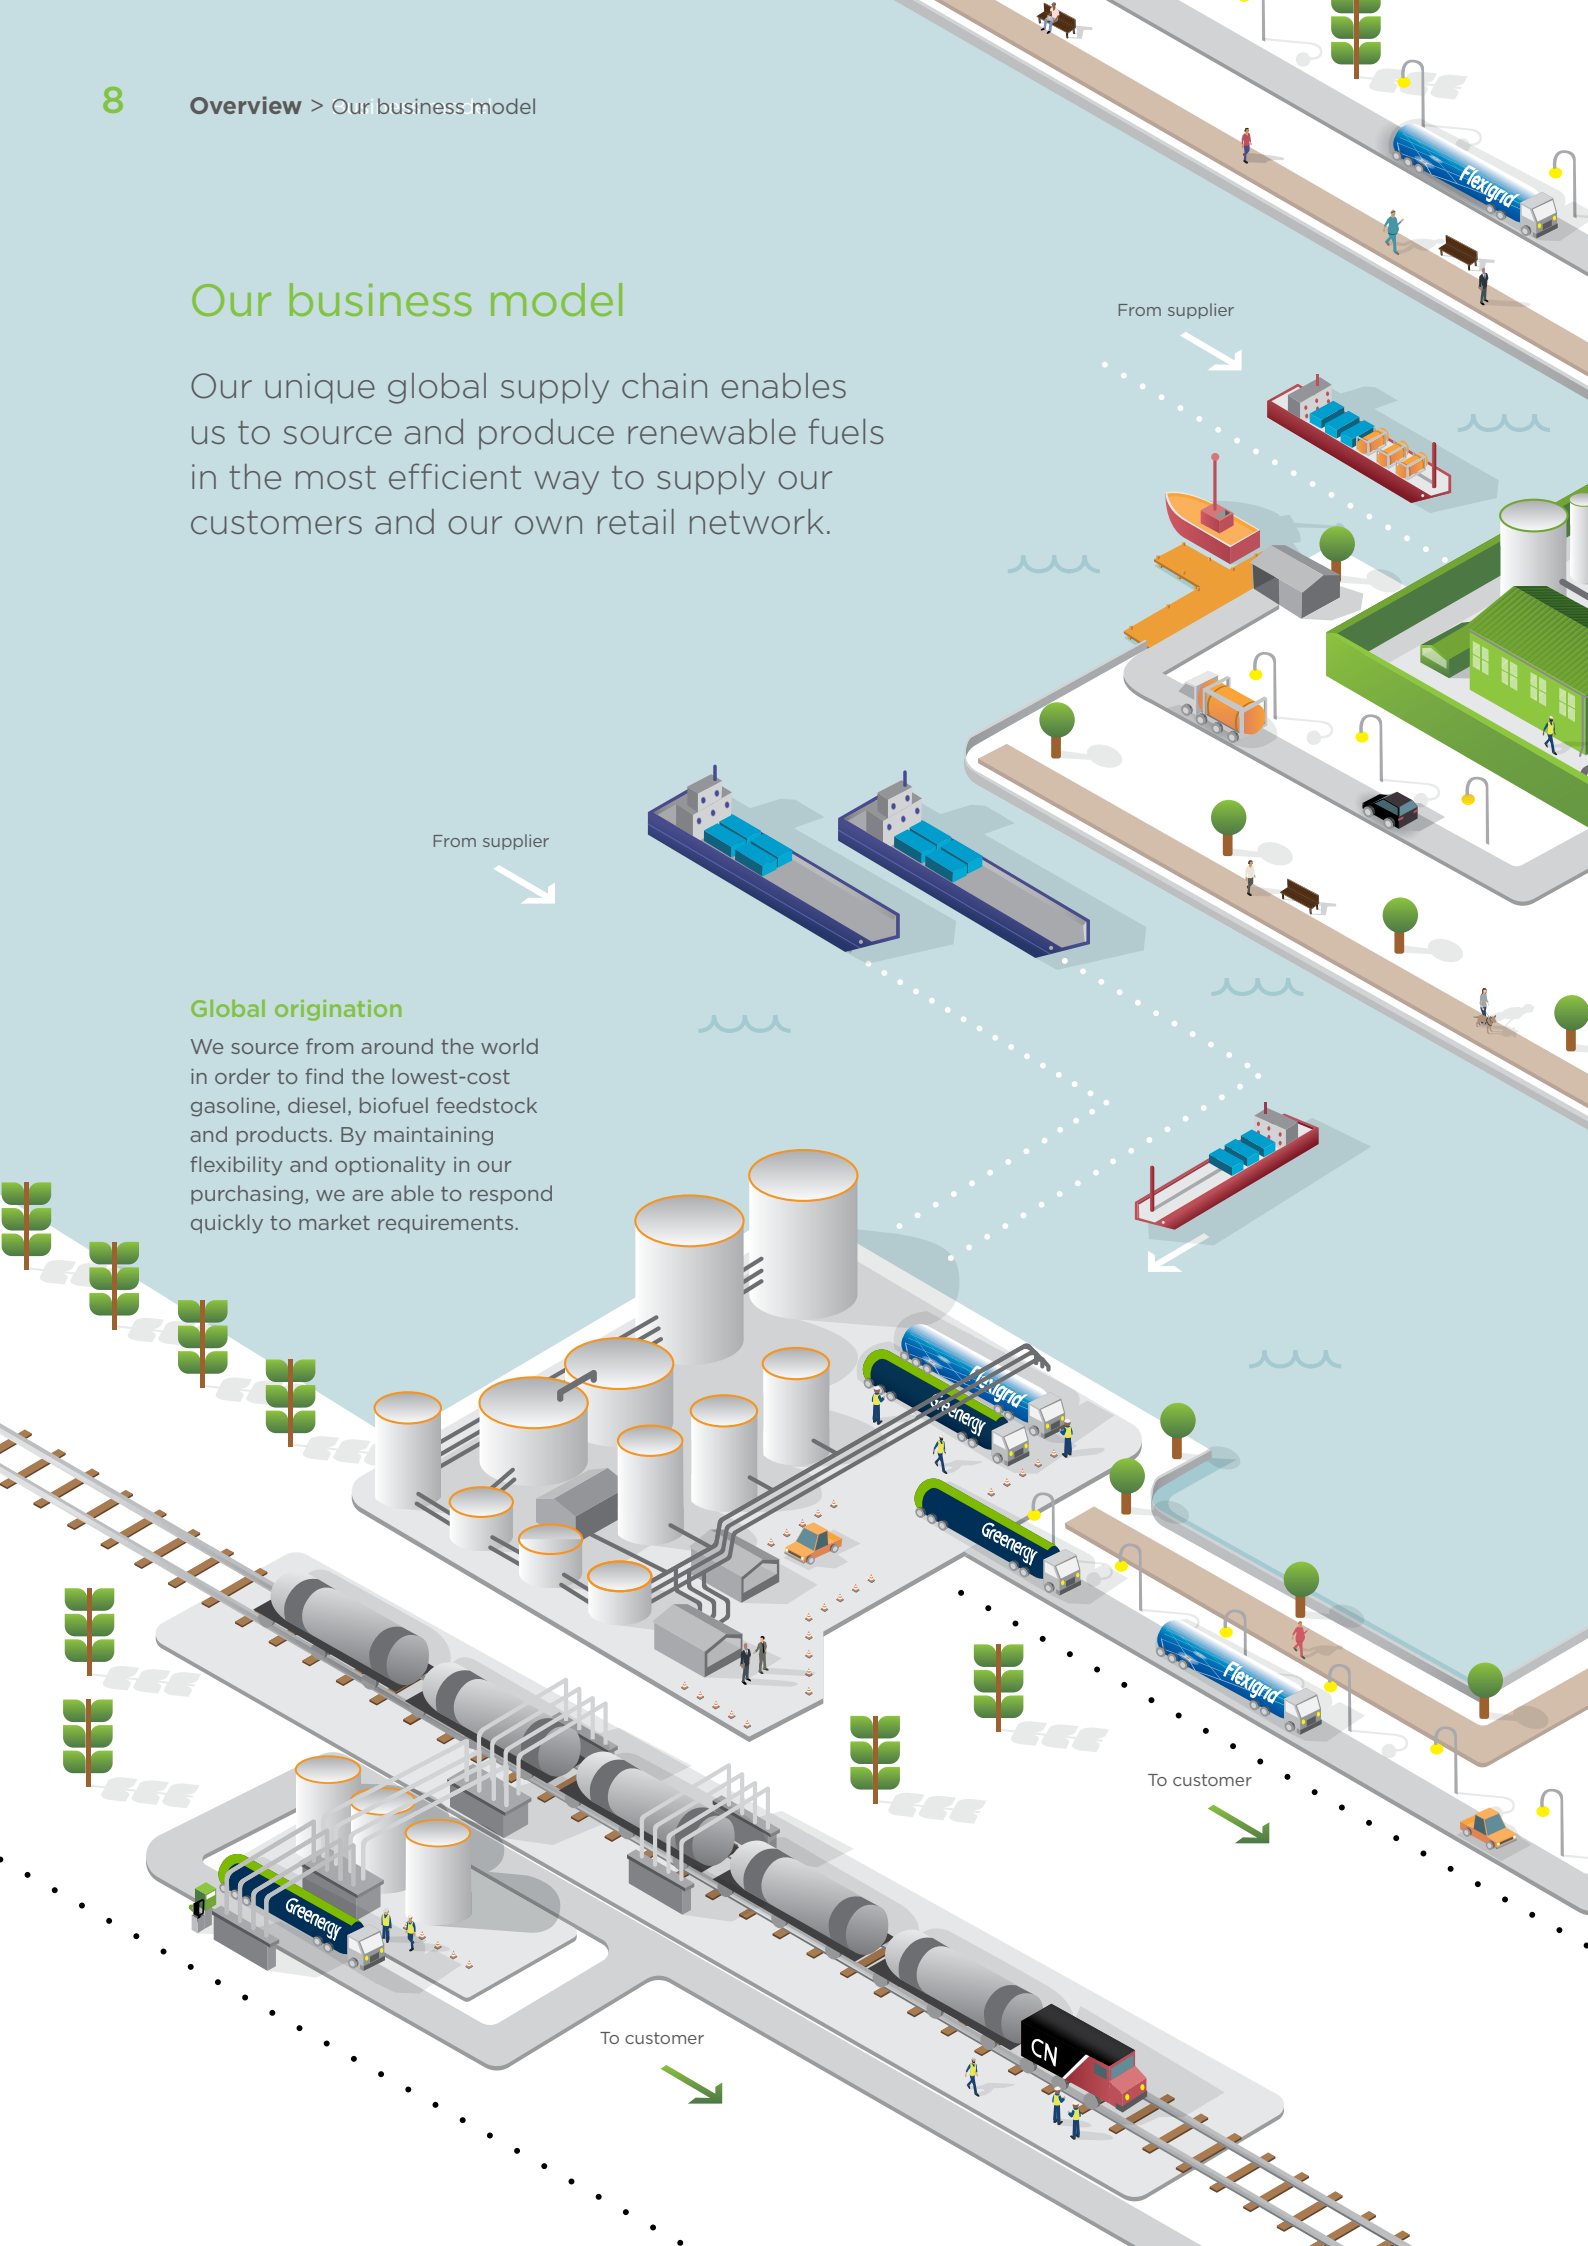 8
Overview > Our business model
Our business model
Our unique global supply chain enables
us to source and produce renewable fuels
in the most efficient way to supply our
customers and our own retail network.
Flexigrid
From supplier
From supplier
Global origination
We source from around the world
in order to find the lowest-cost
gasoline, diesel, biofuel feedstock
and products. By maintaining
flexibility and optionality in our
purchasing, we are able to respond
quickly to market requirements.
Flexigrid
Greenergy
Greenergy
Flexigrid
To customer
Greenergy
To customer
CN